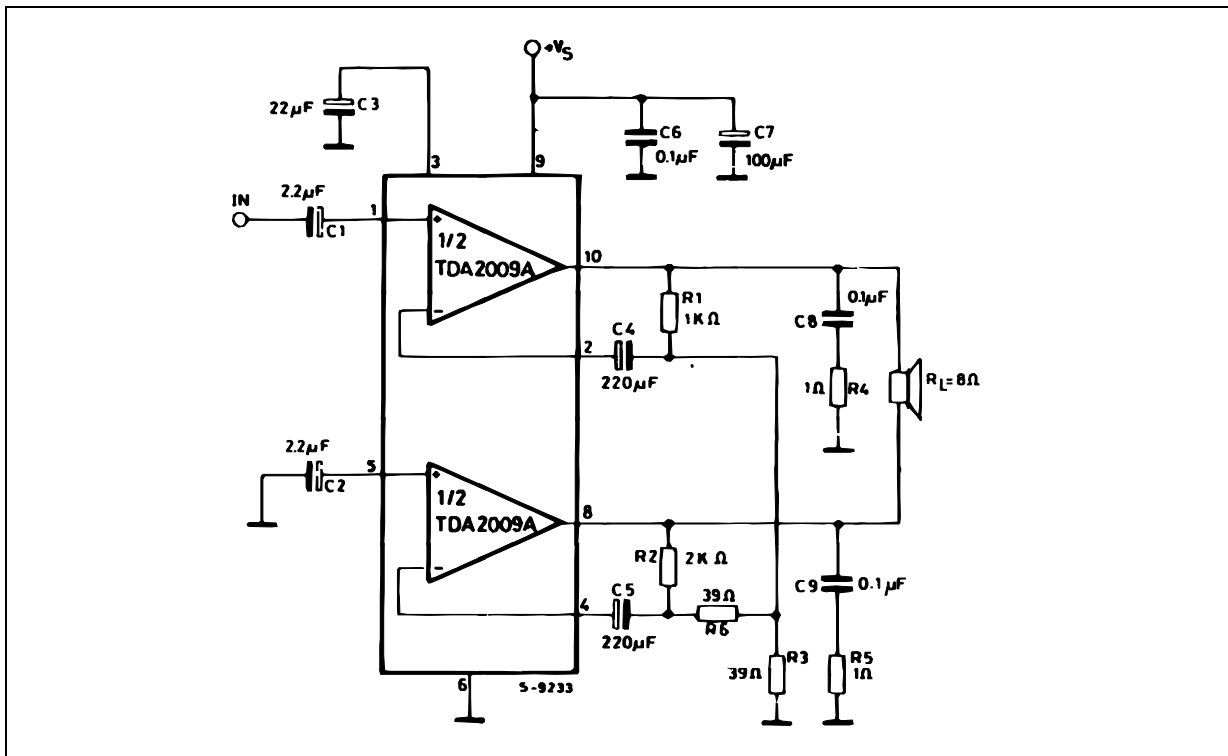 +VS
22µF
C3
C6
0.1µF
C7
100µF
3
9
IN
2.2µF
C1
1
+
1/2
TDA2009A
-
10
R1
1KΩ
0.1µF
C8
2
C4
220µF
1Ω
R4
RL=8Ω
2.2µF
C2
5
+
1/2
TDA2009A
-
8
R2
2KΩ
C9
0.1µF
4
C5
220µF
39Ω
R6
39Ω
R3
R5
1Ω
6
S-9233